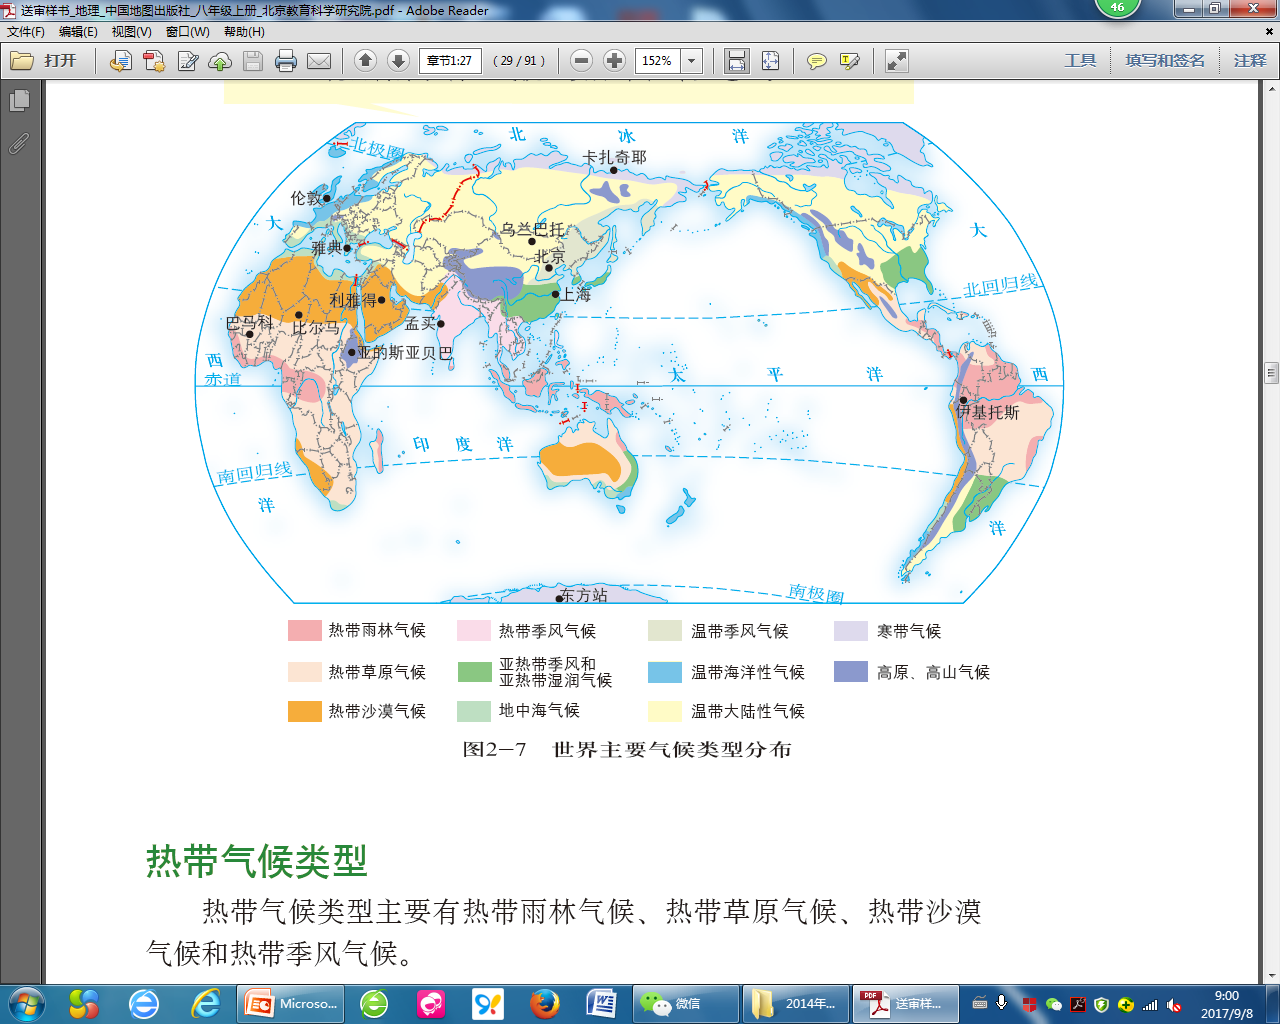 送审样书_地理_中国地图出版社_八年级上册_北京教育科学研究院.pdf - Adobe Reader
46
文件(F) 编辑(E) 视图(V) 窗口(W) 帮助(H)
打开
章节1:27
(29 / 91)
152%
工具
填写和签名
注释
北冰洋
北极圈
卡扎奇耶
伦敦
大
大
乌兰巴托
雅典
北京
北回归线
利雅得
上海
巴马科
比尔马
孟买
亚的斯亚贝巴
西
太平洋
西
赤道
伊基托斯
印度洋
南回归线
洋
洋
南极圈
东方站
热带雨林气候
热带季风气候
温带季风气候
寒带气候
热带草原气候
亚热带季风和
亚热带湿润气候
温带海洋性气候
高原、高山气候
热带沙漠气候
地中海气候
温带大陆性气候
图2-7 世界主要气候类型分布
热带气候类型
热带气候类型主要有热带雨林气候、热带草原气候、热带沙漠
气候和热带季风气候。
Microso...
微信
2014年...
送审样...
9:00
2017/9/8